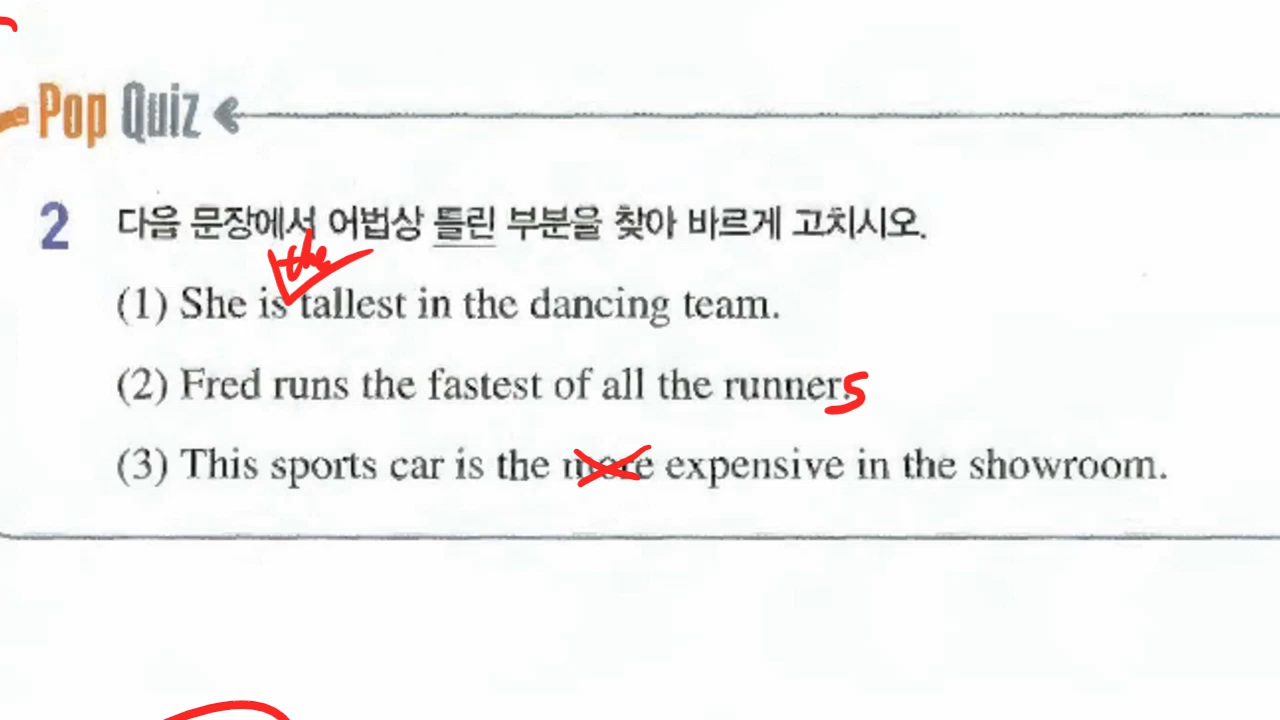 Pop Quiz
2 다음 문장에서 어법상 틀린 부분을 찾아 바르게 고치시오.
the
(1) She is tallest in the dancing team.
(2) Fred runs the fastest of all the runner.s
(3) This sports car is the more expensive in the showroom.